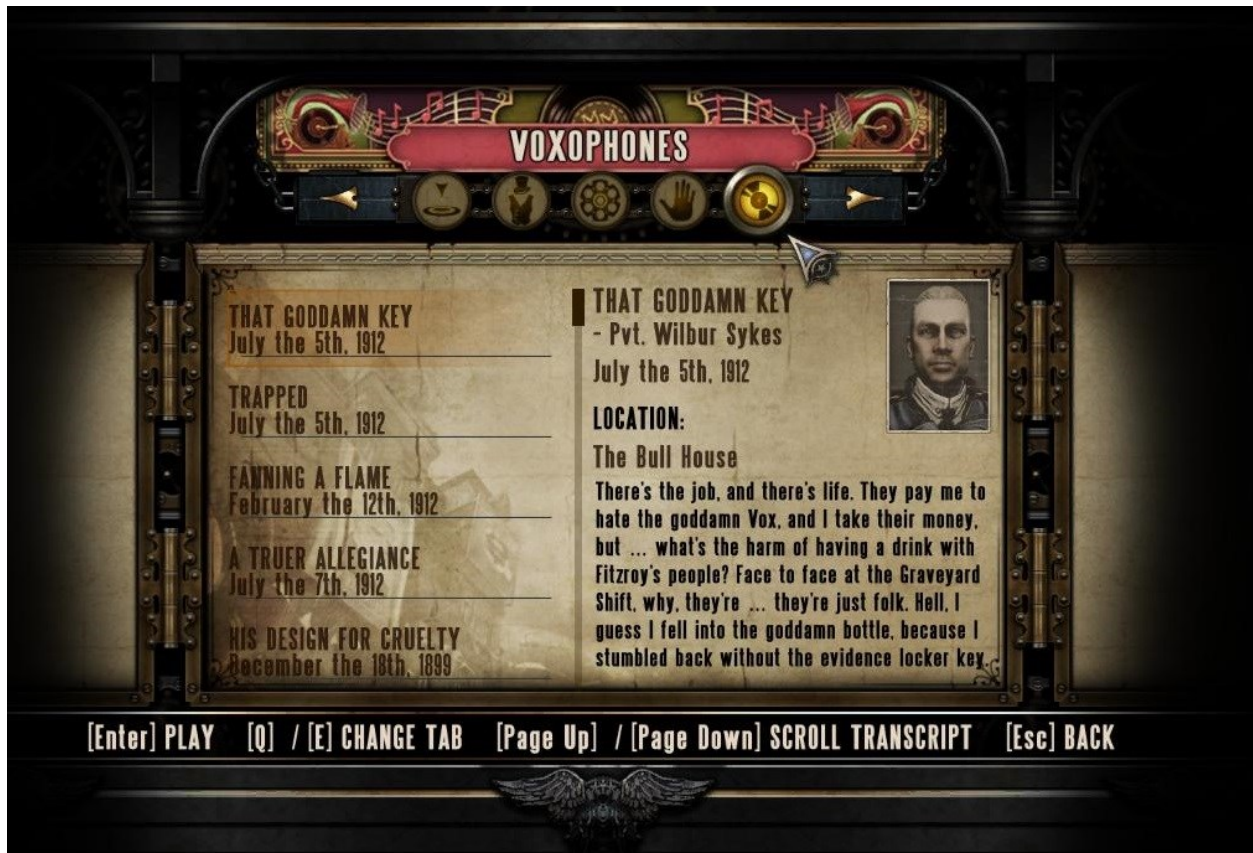 VOXOPHONES
THAT GODDAMN KEY
July the 5th, 1912
TRAPPED
July the 5th, 1912
FANNING A FLAME
February the 12th, 1912
A TRUER ALLEGIANCE
July the 7th, 1912
HIS DESIGN FOR CRUELTY
December the 18th, 1899
THAT GODDAMN KEY
- Pvt. Wilbur Sykes
July the 5th, 1912
LOCATION:
The Bull House
There's the job, and there's life. They pay me to
hate the goddamn Vox, and I take their money,
but ... what's the harm of having a drink with
Fitzroy's people? Face to face at the Graveyard
Shift, why, they're ... they're just folk. Hell, I
guess I fell into the goddamn bottle, because I
stumbled back without the evidence locker key.
[Enter] PLAY [Q] / [E] CHANGE TAB [Page Up] / [Page Down] SCROLL TRANSCRIPT [Esc] BACK